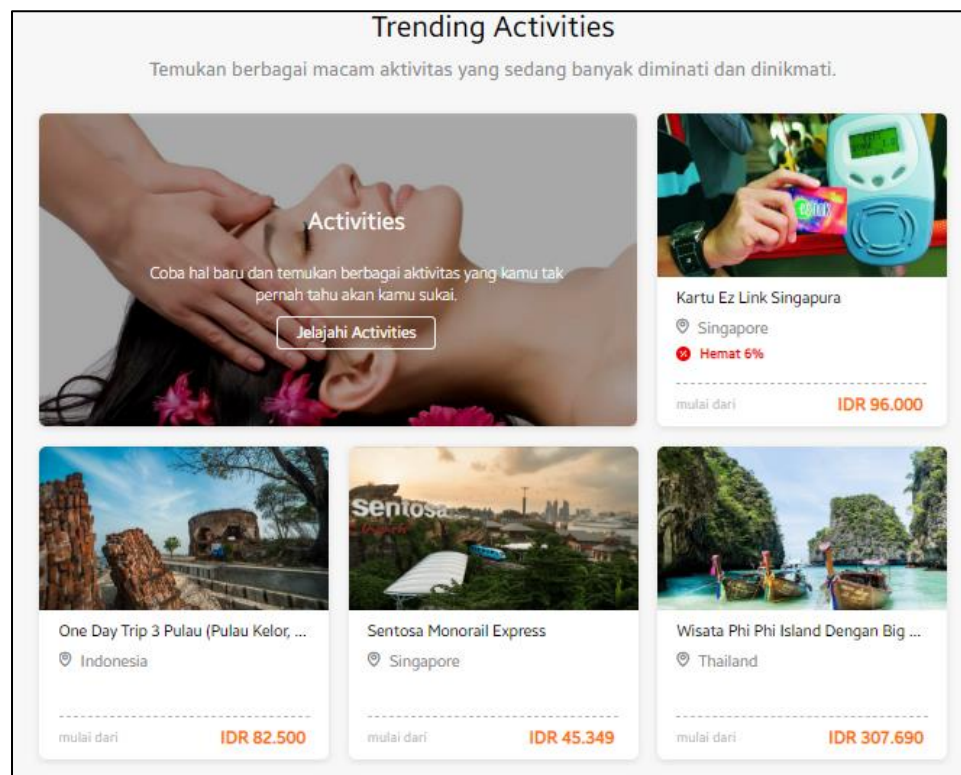 Trending Activities
Temukan berbagai macam aktivitas yang sedang banyak diminati dan dinikmati.
Activities
Coba hal baru dan temukan berbagai aktivitas yang kamu tak
pernah tahu akan kamu sukai.
Jelajahi Activities
ez link
Kartu Ez Link Singapura
Singapore
Hemat 6%
mulai dari IDR 96.000
sentosa
One Day Trip 3 Pulau (Pulau Kelor, ...
Indonesia
mulai dari IDR 82.500
Sentosa Monorail Express
Singapore
mulai dari IDR 45.349
Wisata Phi Phi Island Dengan Big ...
Thailand
mulai dari IDR 307.690